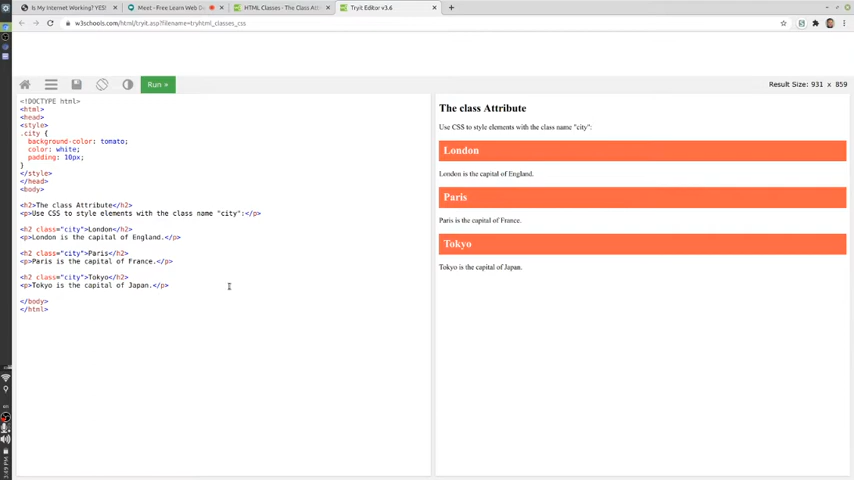 Is My Internet Working? YES!
Meet - Free Learn Web De
HTML Classes - The Class Att
Tryit Editor v3.6
w3schools.com/html/tryit.asp?filename=tryhtml_classes_css
Run »
Result Size: 931 x 859
<!DOCTYPE html>
<html>
<head>
<style>
.city {
background-color: tomato;
color: white;
padding: 10px;
}
</style>
</head>
<body>
<h2>The class Attribute</h2>
<p>Use CSS to style elements with the class name "city":</p>
<h2 class="city">London</h2>
<p>London is the capital of England.</p>
<h2 class="city">Paris</h2>
<p>Paris is the capital of France.</p>
<h2 class="city">Tokyo</h2>
<p>Tokyo is the capital of Japan.</p>
</body>
</html>
The class Attribute
Use CSS to style elements with the class name "city":
London
London is the capital of England.
Paris
Paris is the capital of France.
Tokyo
Tokyo is the capital of Japan.
3:49 PM